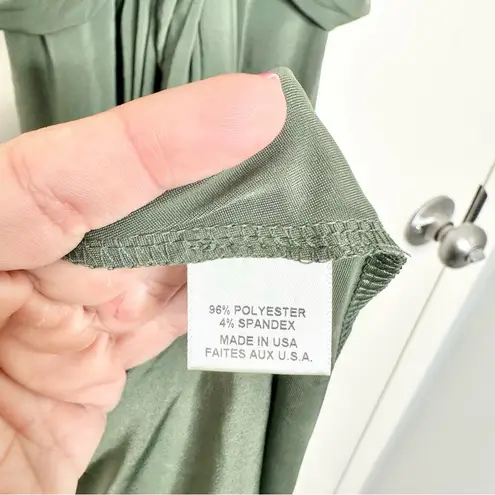 96% POLYESTER
4% SPANDEX
MADE IN USA
FAITES AUX U.S.A.